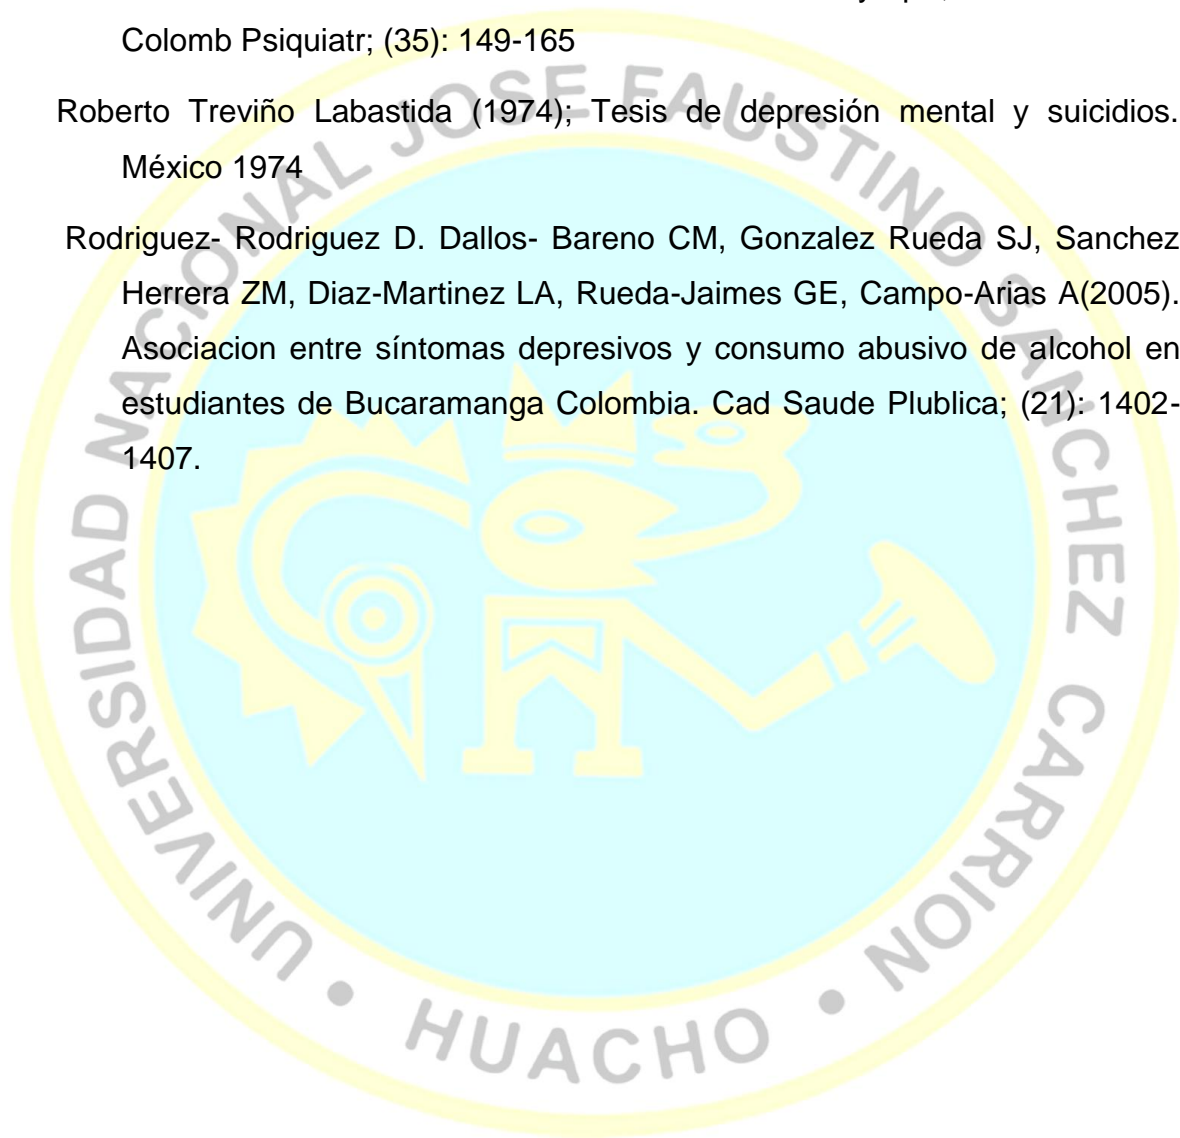 Colomb Psiquiatr; (35): 149-165
Roberto Treviño Labastida (1974); Tesis de depresión mental y suicidios.
México 1974
Rodriguez- Rodriguez D. Dallos- Bareno CM, Gonzalez Rueda SJ, Sanchez
Herrera ZM, Diaz-Martinez LA, Rueda-Jaimes GE, Campo-Arias A(2005).
Asociacion entre síntomas depresivos y consumo abusivo de alcohol en
estudiantes de Bucaramanga Colombia. Cad Saude Plublica; (21): 1402-
1407.
UNIVERSIDAD NACIONAL JOSE FAUSTINO SANCHEZ CARRION • HUACHO •